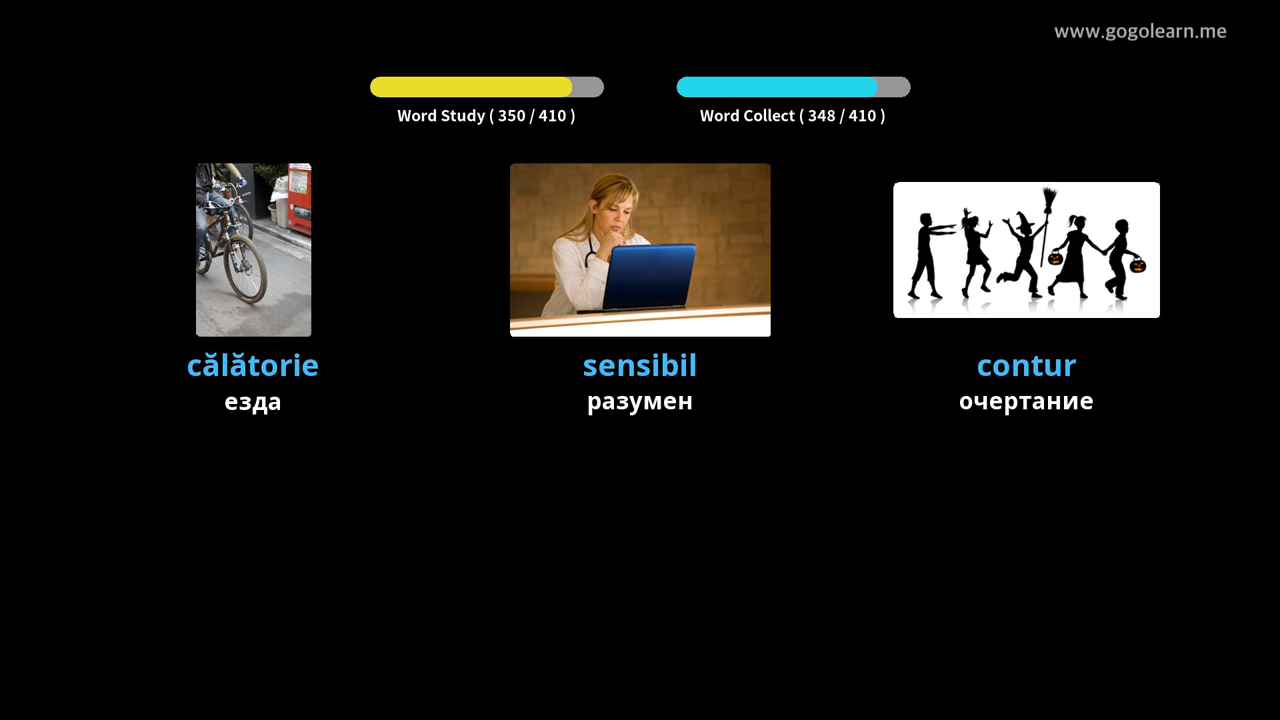 www.gogolearn.me
Word Study ( 350 / 410 )
Word Collect ( 348 / 410 )
călătorie
езда
sensibil
разумен
contur
очертание